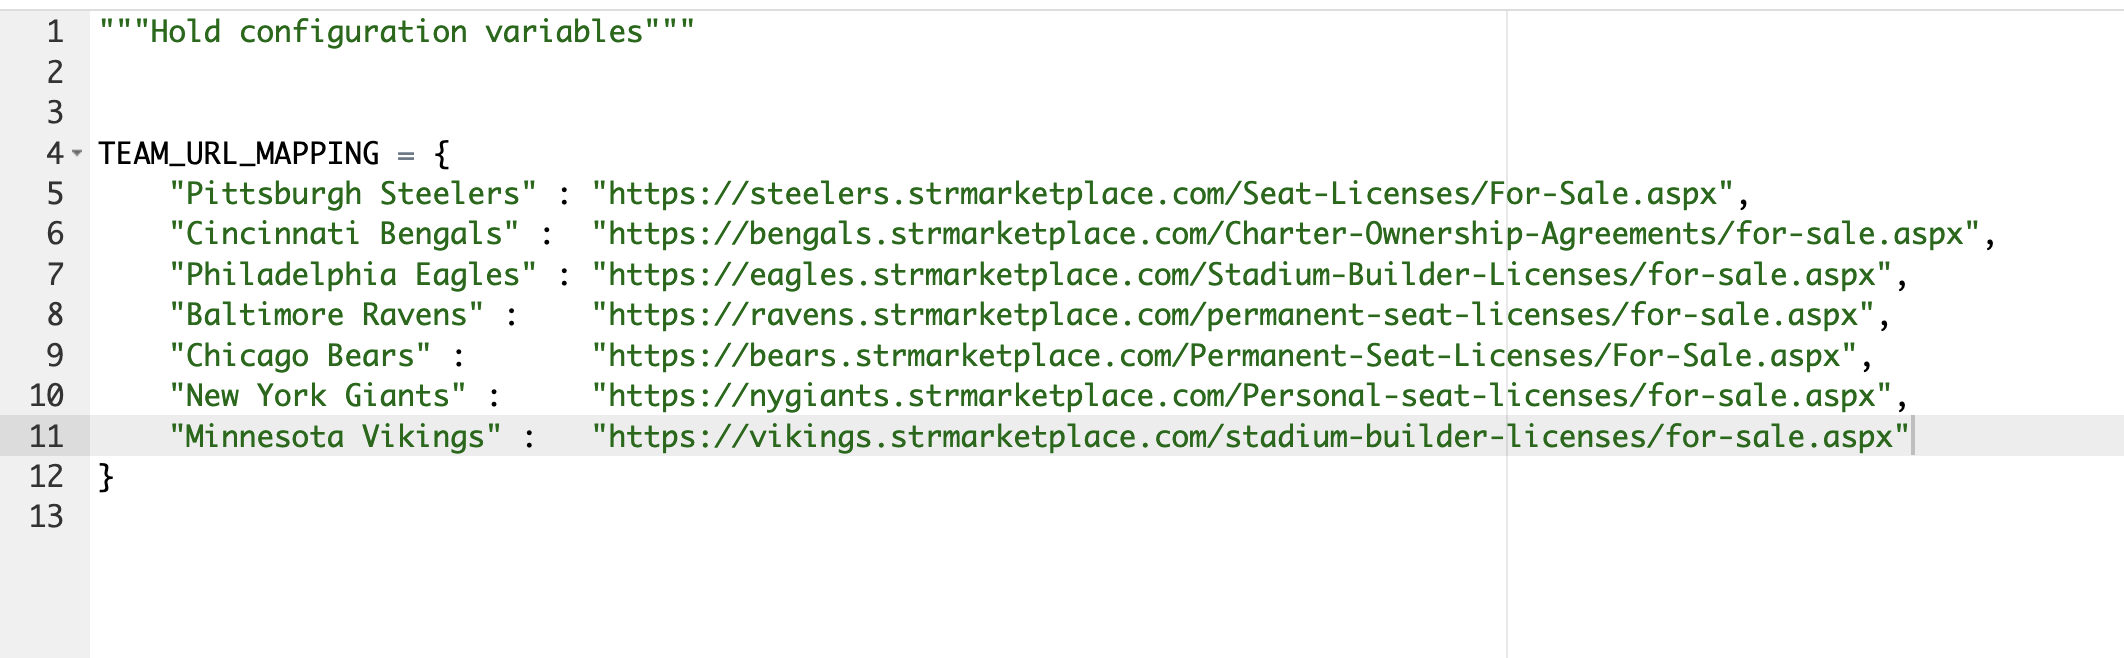 1 """Hold configuration variables"""
2
3
4 TEAM_URL_MAPPING = {
5     "Pittsburgh Steelers" : "https://steelers.strmarketplace.com/Seat-Licenses/For-Sale.aspx",
6     "Cincinnati Bengals" :  "https://bengals.strmarketplace.com/Charter-Ownership-Agreements/for-sale.aspx",
7     "Philadelphia Eagles" : "https://eagles.strmarketplace.com/Stadium-Builder-Licenses/for-sale.aspx",
8     "Baltimore Ravens" :    "https://ravens.strmarketplace.com/permanent-seat-licenses/for-sale.aspx",
9     "Chicago Bears" :       "https://bears.strmarketplace.com/Permanent-Seat-Licenses/For-Sale.aspx",
10     "New York Giants" :     "https://nygiants.strmarketplace.com/Personal-seat-licenses/for-sale.aspx",
11     "Minnesota Vikings" :   "https://vikings.strmarketplace.com/stadium-builder-licenses/for-sale.aspx"
12 }
13